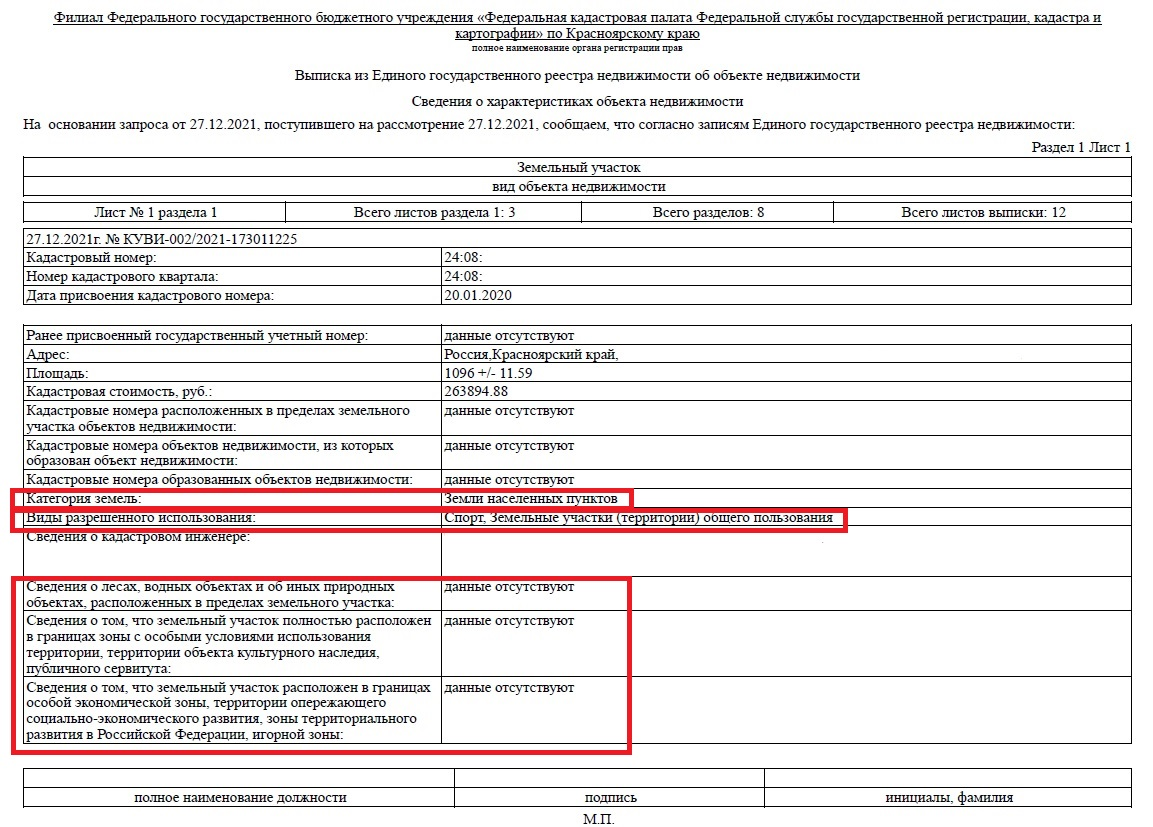 Филиал Федерального государственного бюджетного учреждения «Федеральная кадастровая палата Федеральной службы государственной регистрации, кадастра и
картографии» по Красноярскому краю
полное наименование органа регистрации прав
Выписка из Единого государственного реестра недвижимости об объекте недвижимости
Сведения о характеристиках объекта недвижимости
На основании запроса от 27.12.2021, поступившего на рассмотрение 27.12.2021, сообщаем, что согласно записям Единого государственного реестра недвижимости:
Раздел 1 Лист 1
Земельный участок
вид объекта недвижимости
Лист № 1 раздела 1 Всего листов раздела 1: 3 Всего разделов: 8 Всего листов выписки: 12
27.12.2021г. № КУВИ-002/2021-173011225
Кадастровый номер: 24:08:
Номер кадастрового квартала: 24:08:
Дата присвоения кадастрового номера: 20.01.2020
Ранее присвоенный государственный учетный номер: данные отсутствуют
Адрес: Россия,Красноярский край,
Площадь: 1096 +/- 11.59
Кадастровая стоимость, руб.: 263894.88
Кадастровые номера расположенных в пределах земельного данные отсутствуют
участка объектов недвижимости:
Кадастровые номера объектов недвижимости, из которых данные отсутствуют
образован объект недвижимости:
Кадастровые номера образованных объектов недвижимости: данные отсутствуют
Категория земель: Земли населенных пунктов
Виды разрешенного использования: Спорт, Земельные участки (территории) общего пользования
Сведения о кадастровом инженере:
Сведения о лесах, водных объектах и об иных природных данные отсутствуют
объектах, расположенных в пределах земельного участка:
Сведения о том, что земельный участок полностью расположен данные отсутствуют
в границах зоны с особыми условиями использования
территории, территории объекта культурного наследия,
публичного сервитута:
Сведения о том, что земельный участок расположен в границах данные отсутствуют
особой экономической зоны, территории опережающего
социально-экономического развития, зоны территориального
развития в Российской Федерации, игорной зоны:
полное наименование должности подпись инициалы, фамилия
М.П.